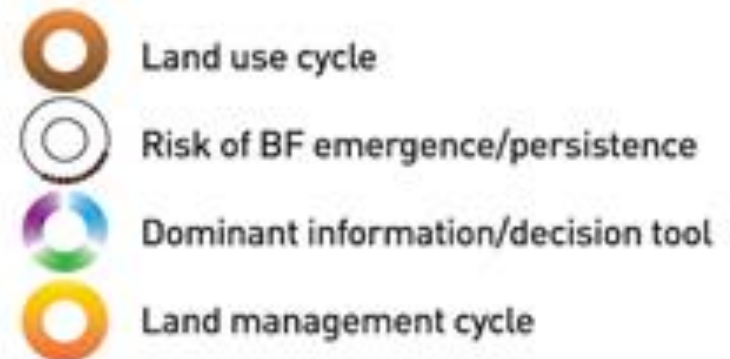 Land use cycle
Risk of BF emergence/persistence
Dominant information/decision tool
Land management cycle